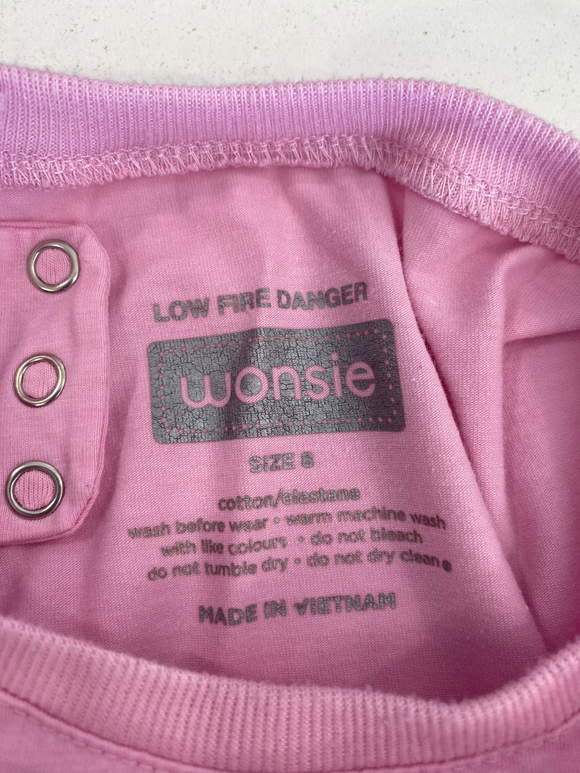 LOW FIRE DANGER
wonsie
SIZE 8
cotton/elastane
wash before wear • warm machine wash
with like colours • do not bleach
do not tumble dry • do not dry clean
MADE IN VIETNAM